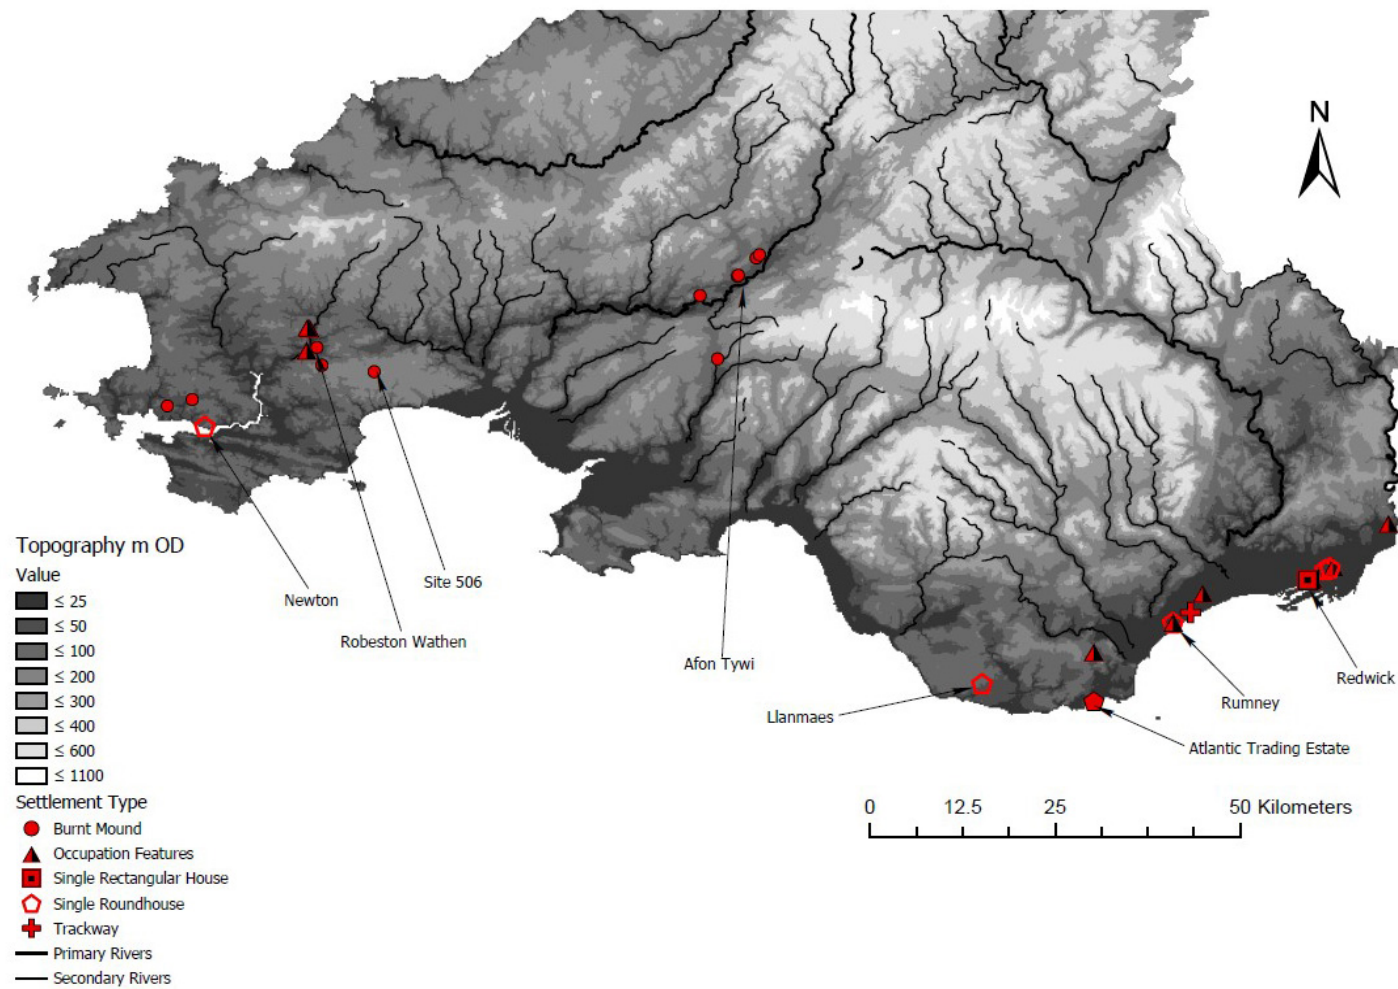 N
Topography m OD
Value
≤ 25
≤ 50
≤ 100
≤ 200
≤ 300
≤ 400
≤ 600
≤ 1100
Settlement Type
Burnt Mound
Occupation Features
Single Rectangular House
Single Roundhouse
Trackway
Primary Rivers
Secondary Rivers
Newton
Robeston Wathen
Site 506
Afon Tywi
Llanmaes
Atlantic Trading Estate
Rumney
Redwick
0 12.5 25 50 Kilometers